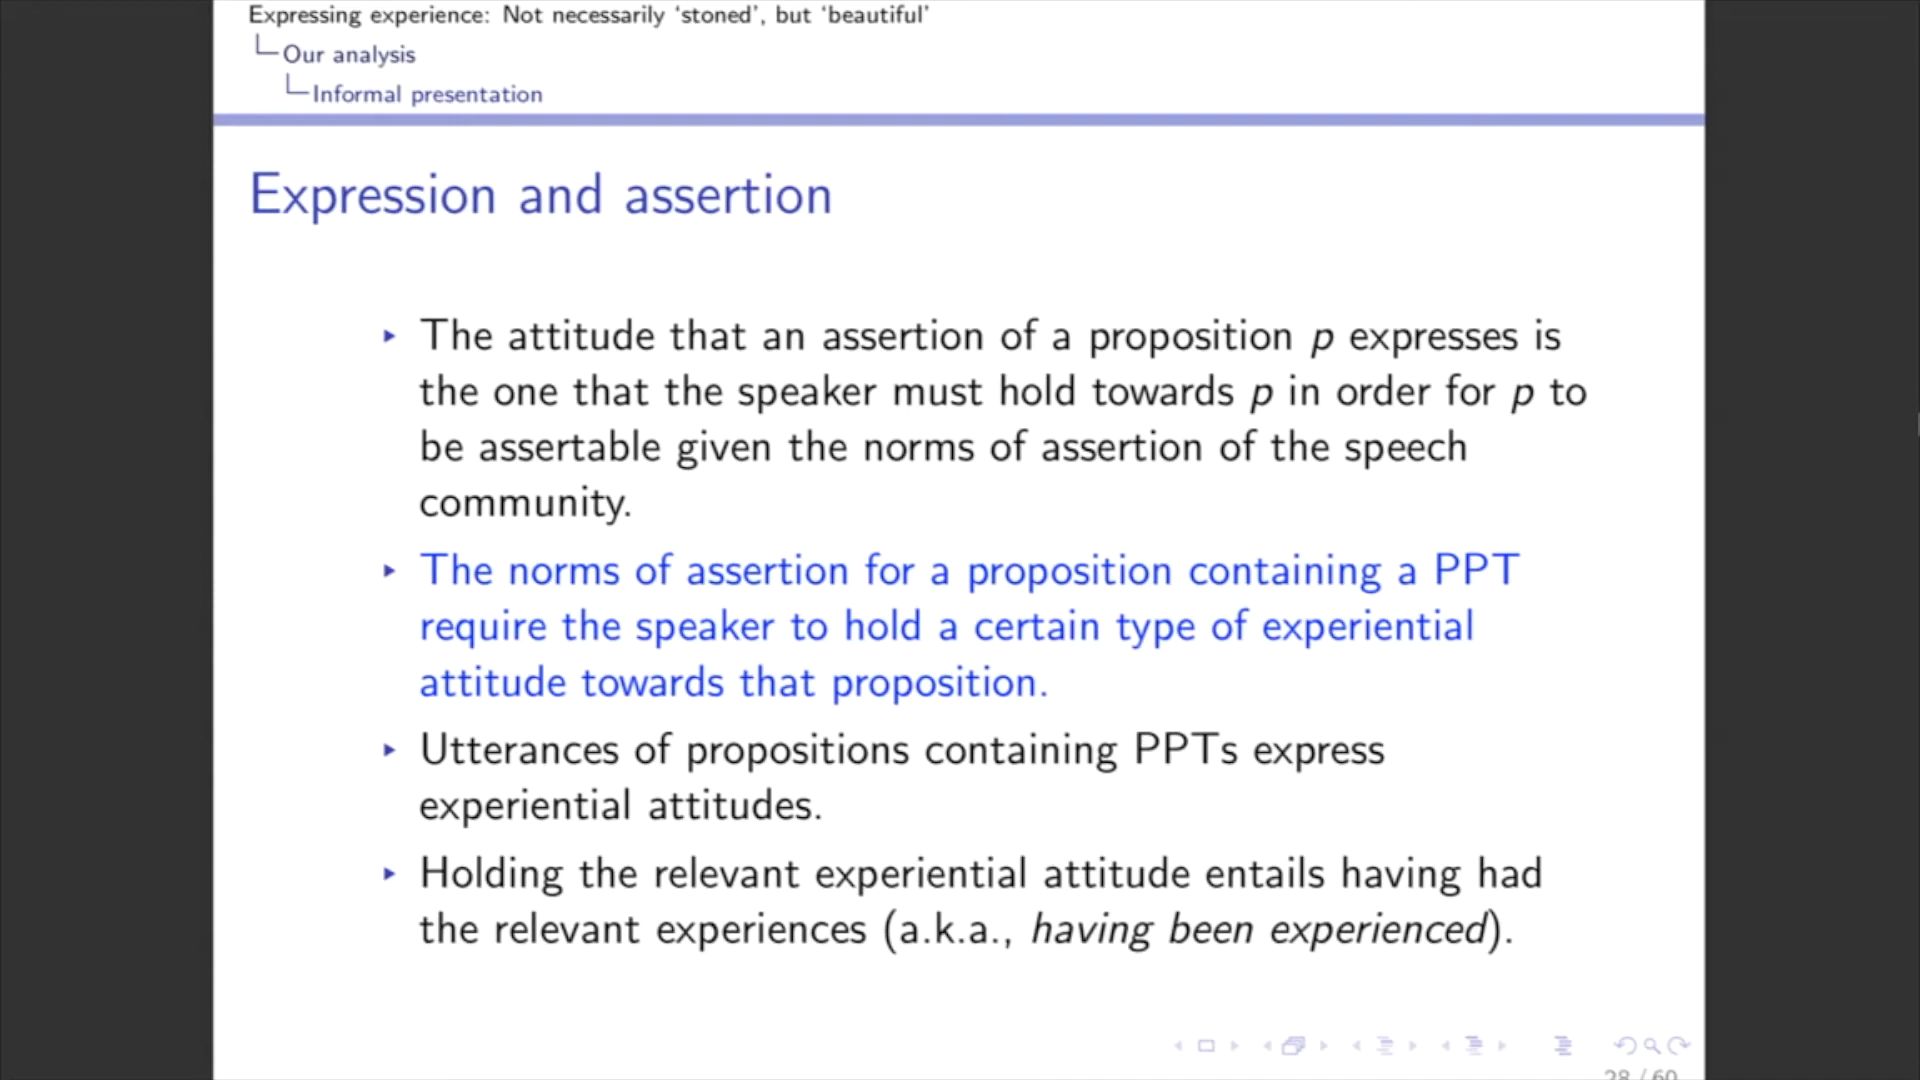 Expressing experience: Not necessarily ‘stoned’, but ‘beautiful’
Our analysis
Informal presentation
Expression and assertion
The attitude that an assertion of a proposition p expresses is
the one that the speaker must hold towards p in order for p to
be assertable given the norms of assertion of the speech
community.
The norms of assertion for a proposition containing a PPT
require the speaker to hold a certain type of experiential
attitude towards that proposition.
Utterances of propositions containing PPTs express
experiential attitudes.
Holding the relevant experiential attitude entails having had
the relevant experiences (a.k.a., having been experienced).
28 / 60